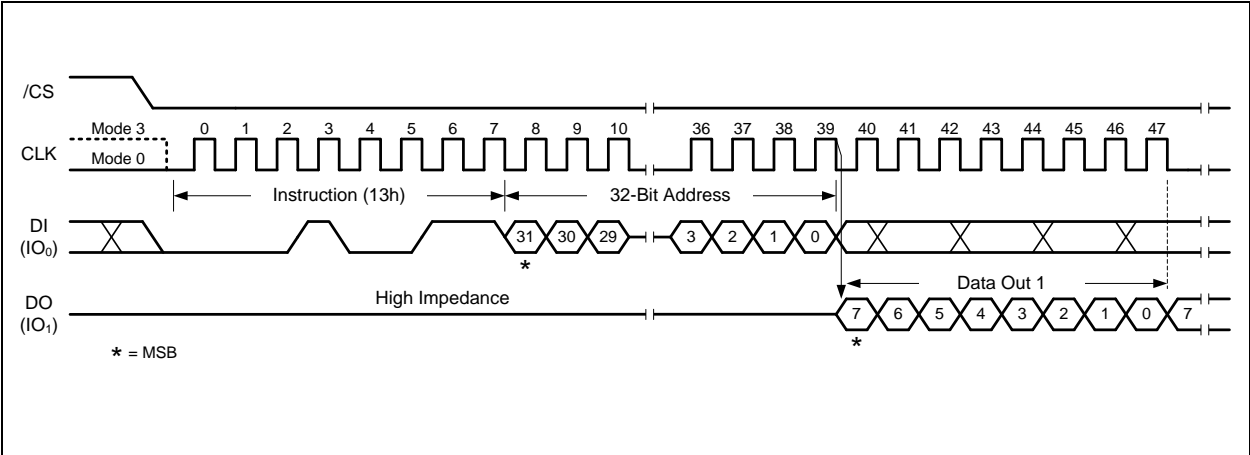 /CS
Mode 3
0 1 2 3 4 5 6 7 8 9 10 36 37 38 39 40 41 42 43 44 45 46 47
CLK
Mode 0
Instruction (13h) 32-Bit Address
DI
(IO₀)
31 30 29 3 2 1 0
*
Data Out 1
High Impedance
DO
(IO₁)
7 6 5 4 3 2 1 0 7
*
* = MSB